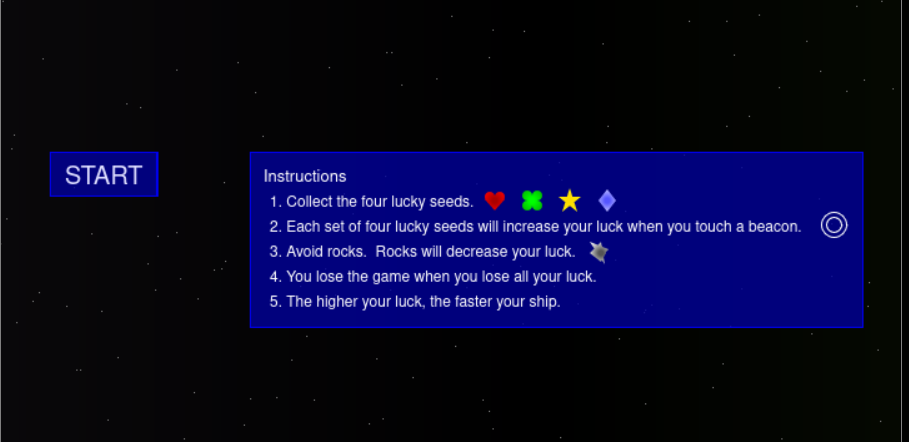 START
Instructions
1. Collect the four lucky seeds.
2. Each set of four lucky seeds will increase your luck when you touch a beacon.
3. Avoid rocks.  Rocks will decrease your luck.
4. You lose the game when you lose all your luck.
5. The higher your luck, the faster your ship.